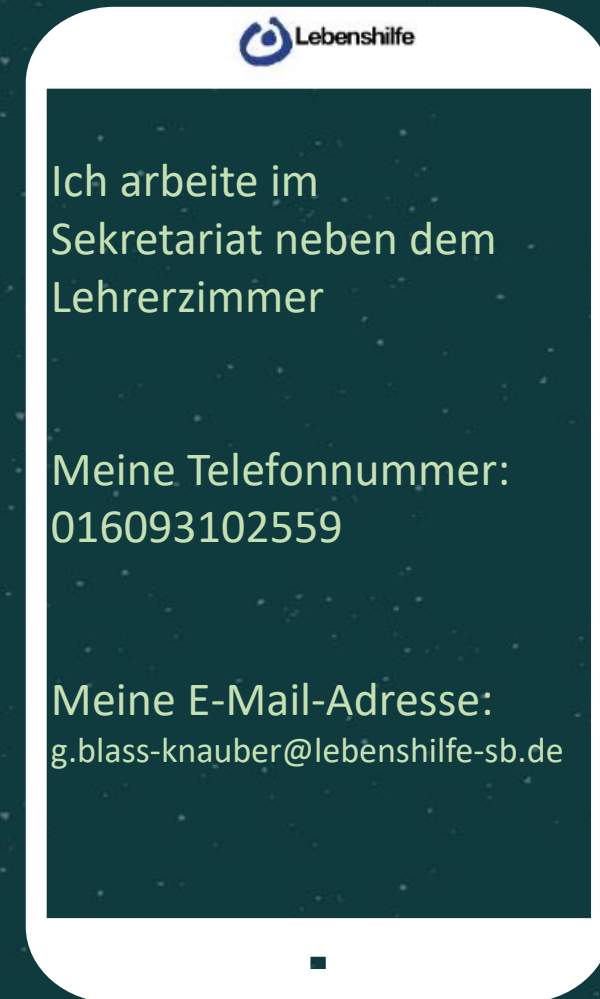 Lebenshilfe
Ich arbeite im
Sekretariat neben dem
Lehrerzimmer
Meine Telefonnummer:
016093102559
Meine E-Mail-Adresse:
g.blass-knauber@lebenshilfe-sb.de